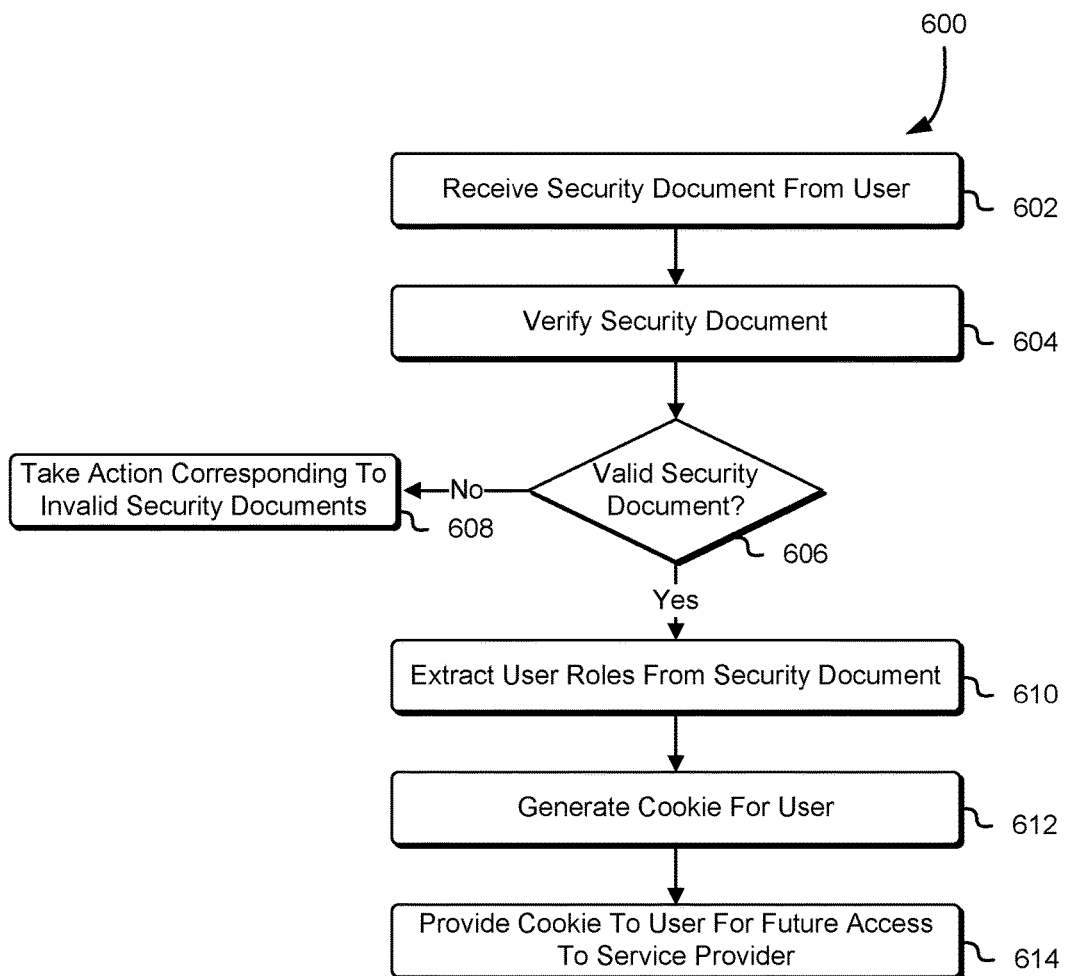 600
Receive Security Document From User
602
Verify Security Document
604
Valid Security
Document?
606
No
Take Action Corresponding To
Invalid Security Documents
608
Yes
Extract User Roles From Security Document
610
Generate Cookie For User
612
Provide Cookie To User For Future Access
To Service Provider
614